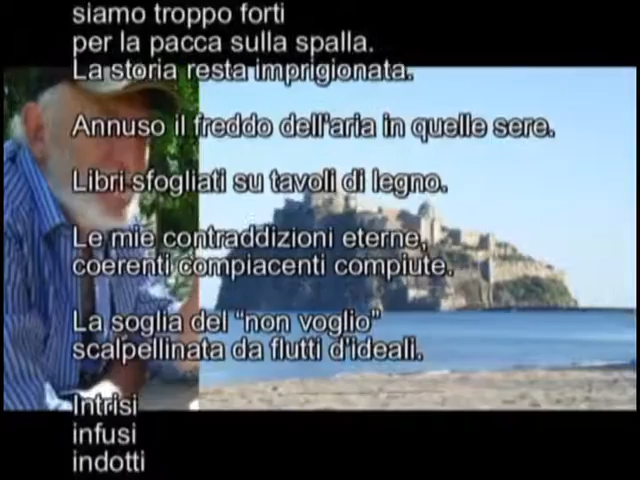 siamo troppo forti
per la pacca sulla spalla.
La storia resta imprigionata.
Annuso il freddo dell'aria in quelle sere.
Libri sfogliati su tavoli di legno.
Le mie contraddizioni eterne,
coerenti compiacenti compiute.
La soglia del "non voglio"
scalpellinata da flutti d'ideali.
Intrisi
infusi
indotti